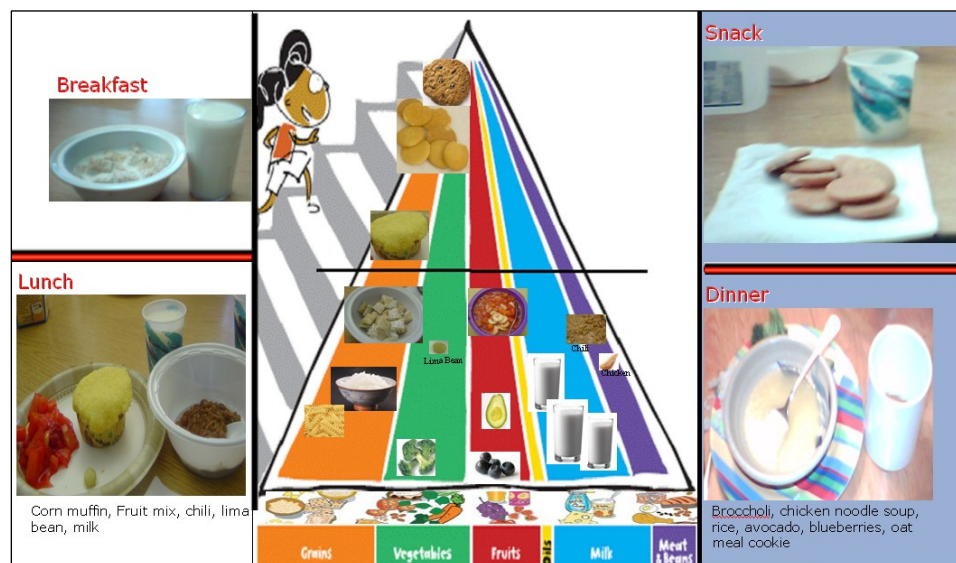 Breakfast
Snack
Lunch
Corn muffin, Fruit mix, chili, lima
bean, milk
Lima Bean
Chili
Chicken
Dinner
Broccholi, chicken noodle soup,
rice, avocado, blueberries, oat
meal cookie
Grains
Vegetables
Fruits
Oils
Milk
Meat
& Beans